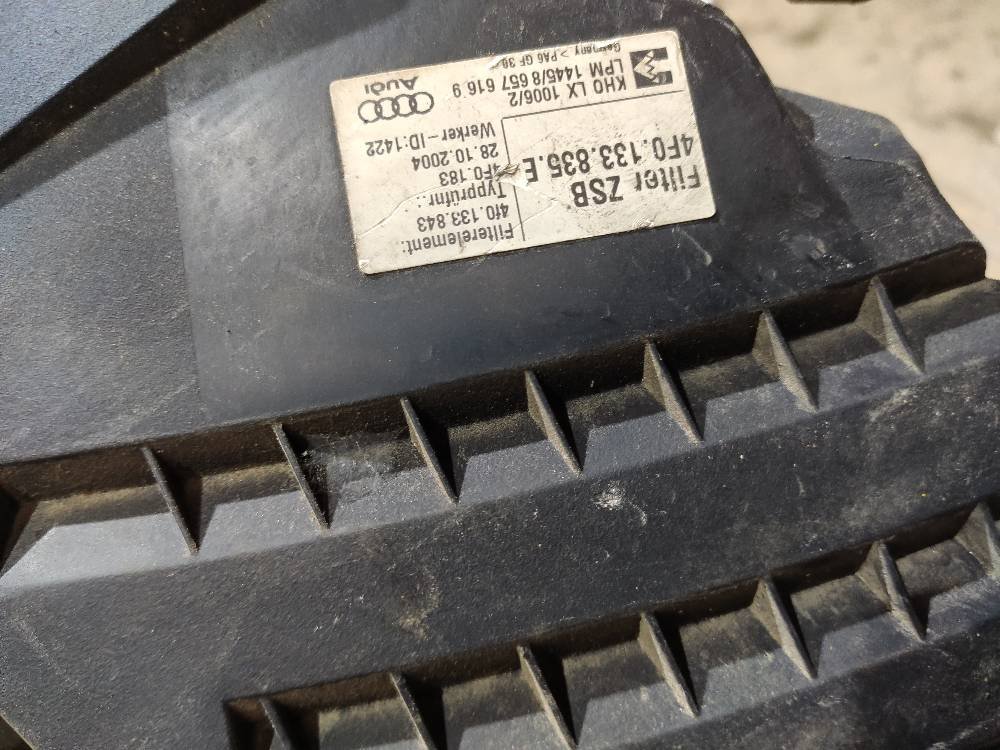 Filter ZSB
4F0.133.835.E
KHO LX 1006/2
LPM 1445/8 657 616 9
Germany > PA6 GF 30
Filterelement:
4f0.133.843
Typprüfnr.:
4F0.183
28.10.2004
Werker-ID:1422
Audi